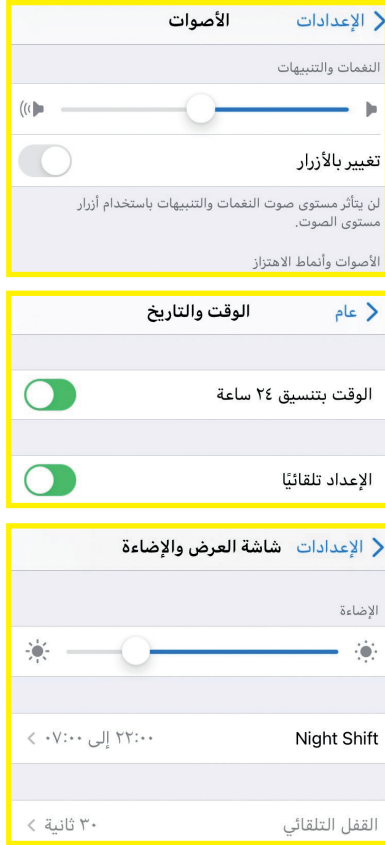 الإعدادات
الأصوات
النغمات والتنبيهات
تغيير بالأزرار
لن يتأثر مستوى صوت النغمات والتنبيهات باستخدام أزرار
مستوى الصوت.
الأصوات وأنماط الاهتزاز
عام
الوقت والتاريخ
الوقت بتنسيق ٢٤ ساعة
الإعداد تلقائيًا
الإعدادات
شاشة العرض والإضاءة
الإضاءة
Night Shift
٢٢:٠٠ إلى ٠٧:٠٠
القفل التلقائي
٣٠ ثانية